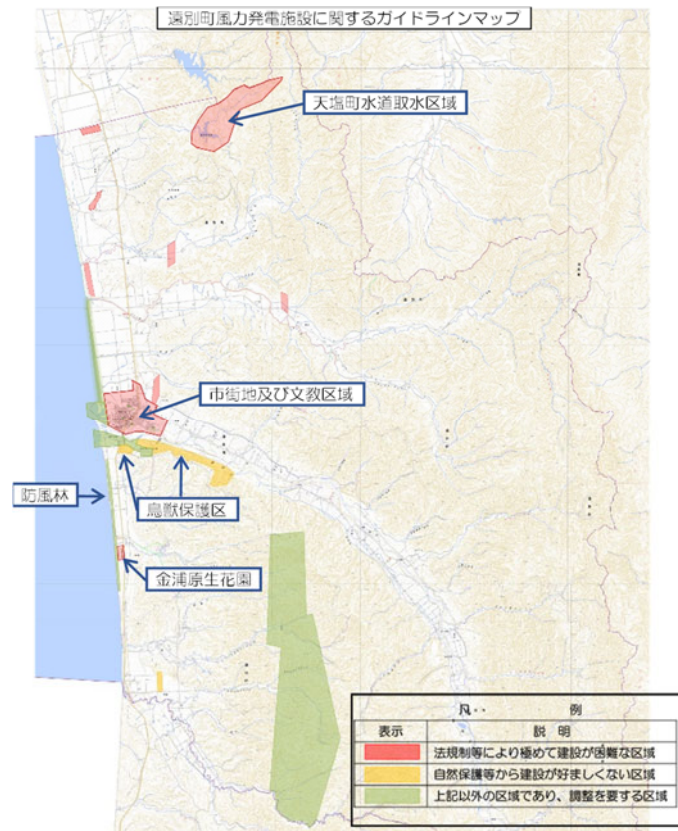 遠別町風力発電施設に関するガイドラインマップ
天塩町水道取水区域
市街地及び文教区域
防風林
鳥獣保護区
金浦原生花園
凡‥ 例
表示 説 明
法規制等により極めて建設が困難な区域
自然保護等から建設が好ましくない区域
上記以外の区域であり、調整を要する区域